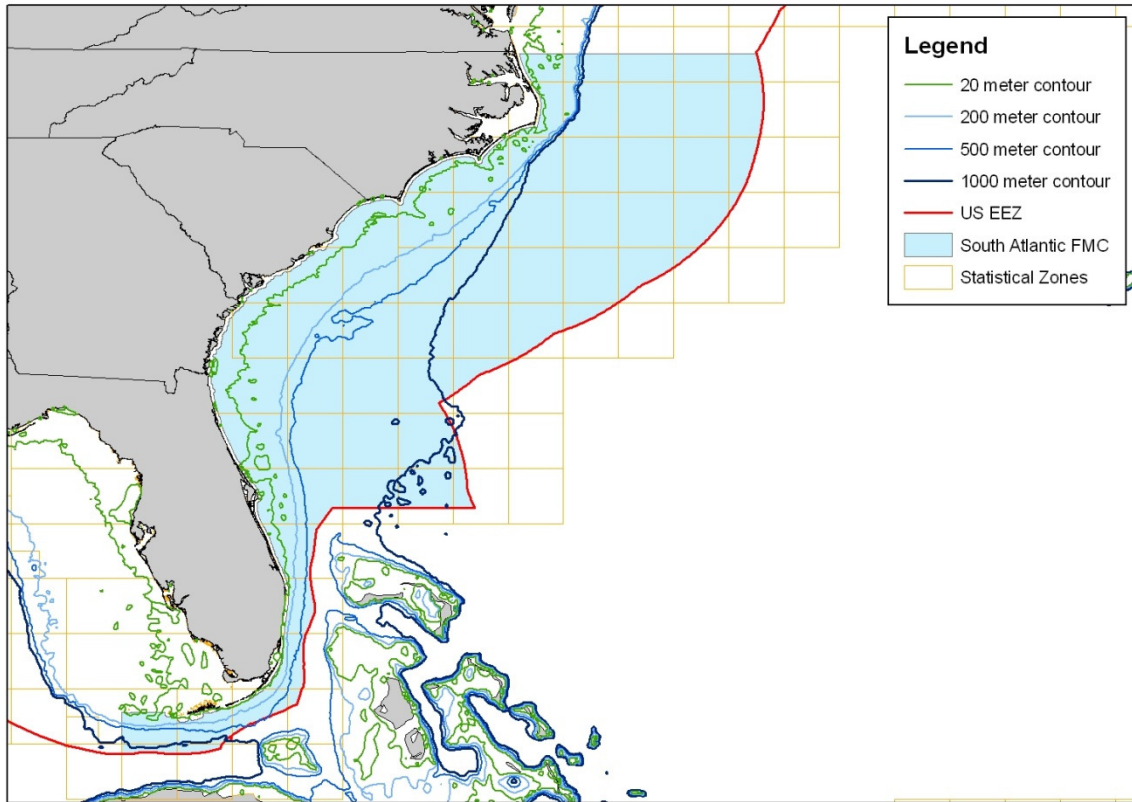 Legend
20 meter contour
200 meter contour
500 meter contour
1000 meter contour
US EEZ
South Atlantic FMC
Statistical Zones